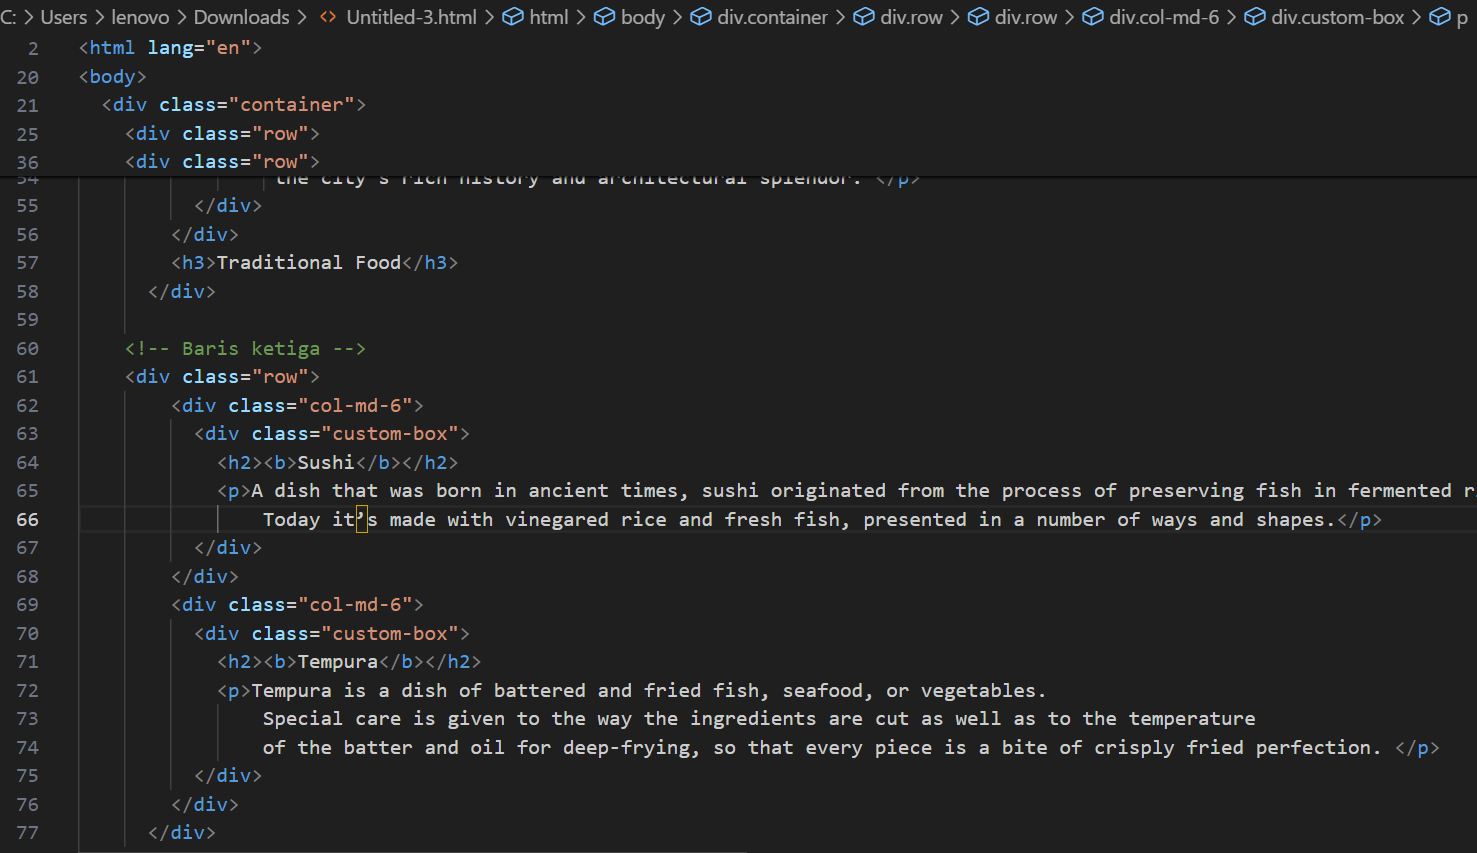 C: > Users > lenovo > Downloads > <> Untitled-3.html > html > body > div.container > div.row > div.row > div.col-md-6 > div.custom-box > p
2 <html lang="en">
20 <body>
21 <div class="container">
25 <div class="row">
36 <div class="row">
54 the city's rich history and architectural splendor. </p>
55 </div>
56 </div>
57 <h3>Traditional Food</h3>
58 </div>
59
60 <!-- Baris ketiga -->
61 <div class="row">
62 <div class="col-md-6">
63 <div class="custom-box">
64 <h2><b>Sushi</b></h2>
65 <p>A dish that was born in ancient times, sushi originated from the process of preserving fish in fermented
66 Today it’s made with vinegared rice and fresh fish, presented in a number of ways and shapes.</p>
67 </div>
68 </div>
69 <div class="col-md-6">
70 <div class="custom-box">
71 <h2><b>Tempura</b></h2>
72 <p>Tempura is a dish of battered and fried fish, seafood, or vegetables.
73 Special care is given to the way the ingredients are cut as well as to the temperature
74 of the batter and oil for deep-frying, so that every piece is a bite of crisply fried perfection. </p>
75 </div>
76 </div>
77 </div>